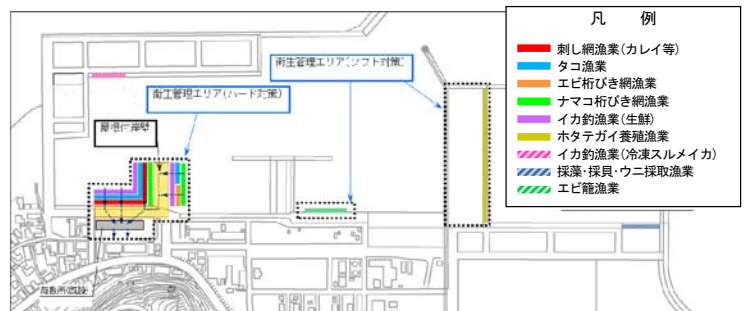 凡 例
刺し網漁業(カレイ等)
タコ漁業
エビ桁びき網漁業
ナマコ桁びき網漁業
イカ釣漁業(生鮮)
ホタテガイ養殖漁業
イカ釣漁業(冷凍スルメイカ)
採藻・採貝・ウニ採取漁業
エビ籠漁業
衛生管理エリア(ソフト対策)
衛生管理エリア(ハード対策)
屋根付岸壁